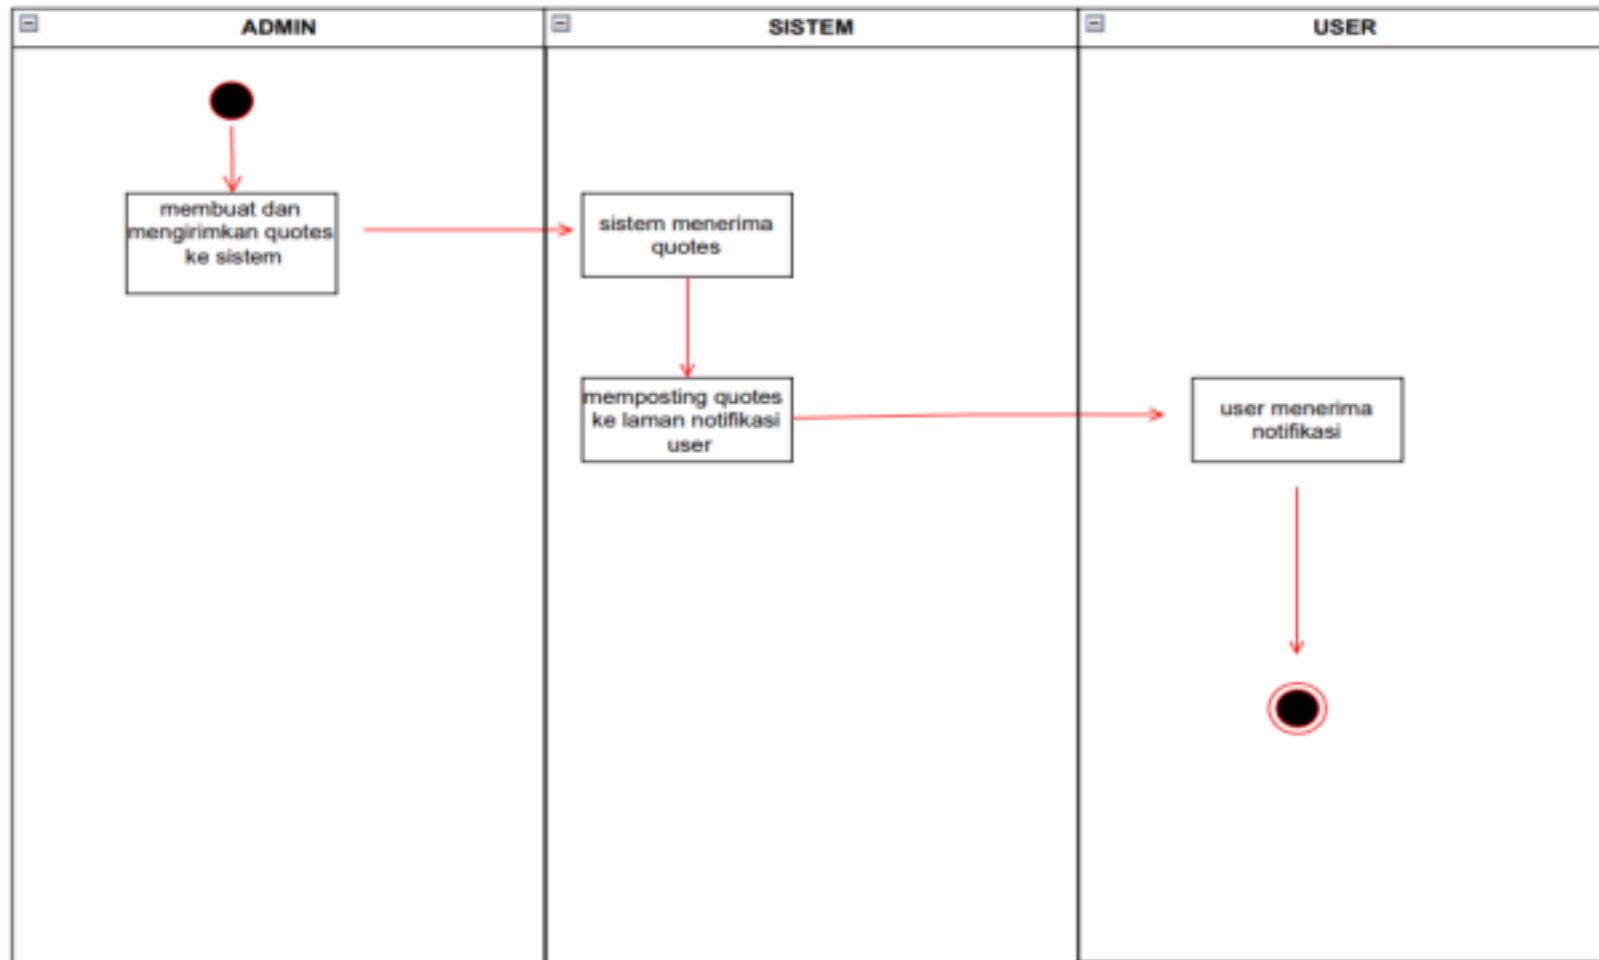 ADMIN
SISTEM
USER
membuat dan
mengirimkan quotes
ke sistem
sistem menerima
quotes
memposting quotes
ke laman notifikasi
user
user menerima
notifikasi